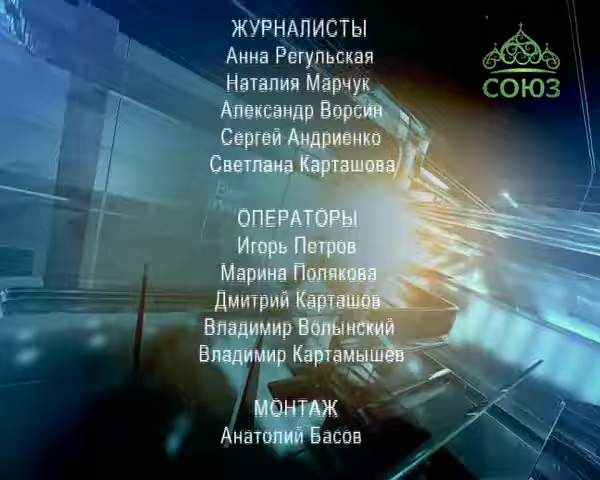 ЖУРНАЛИСТЫ
Анна Регульская
Наталия Марчук
Александр Ворсин
Сергей Андриенко
Светлана Карташова
ОПЕРАТОРЫ
Игорь Петров
Марина Полякова
Дмитрий Карташов
Владимир Волынский
Владимир Картамышев
МОНТАЖ
Анатолий Басов
СОЮЗ